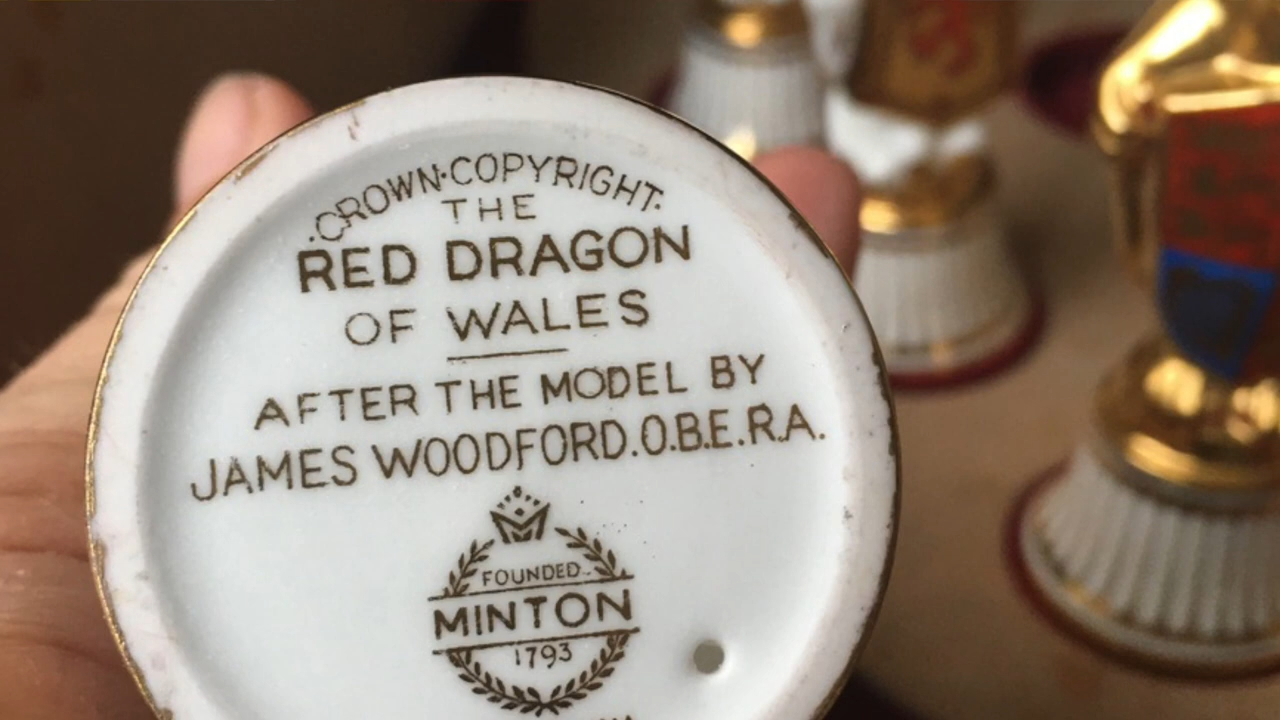 .CROWN·COPYRIGHT.
THE
RED DRAGON
OF WALES
AFTER THE MODEL BY
JAMES WOODFORD.O.B.E.R.A.
FOUNDED
MINTON
1793